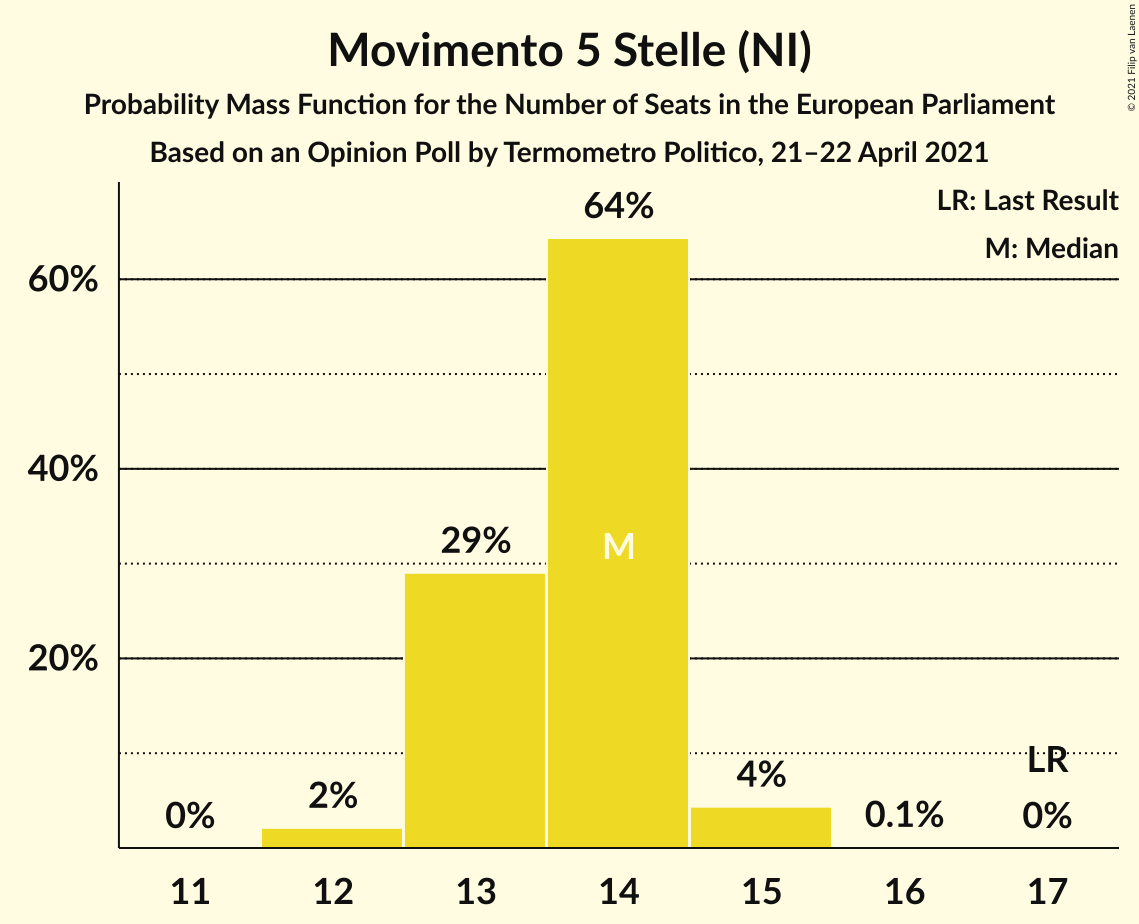 Movimento 5 Stelle (NI)
Probability Mass Function for the Number of Seats in the European Parliament
Based on an Opinion Poll by Termometro Politico, 21–22 April 2021
© 2021 Filip van Laenen
LR: Last Result
M: Median
60%
40%
20%
0%
2%
29%
64%
M
4%
0.1%
LR
0%
11 12 13 14 15 16 17